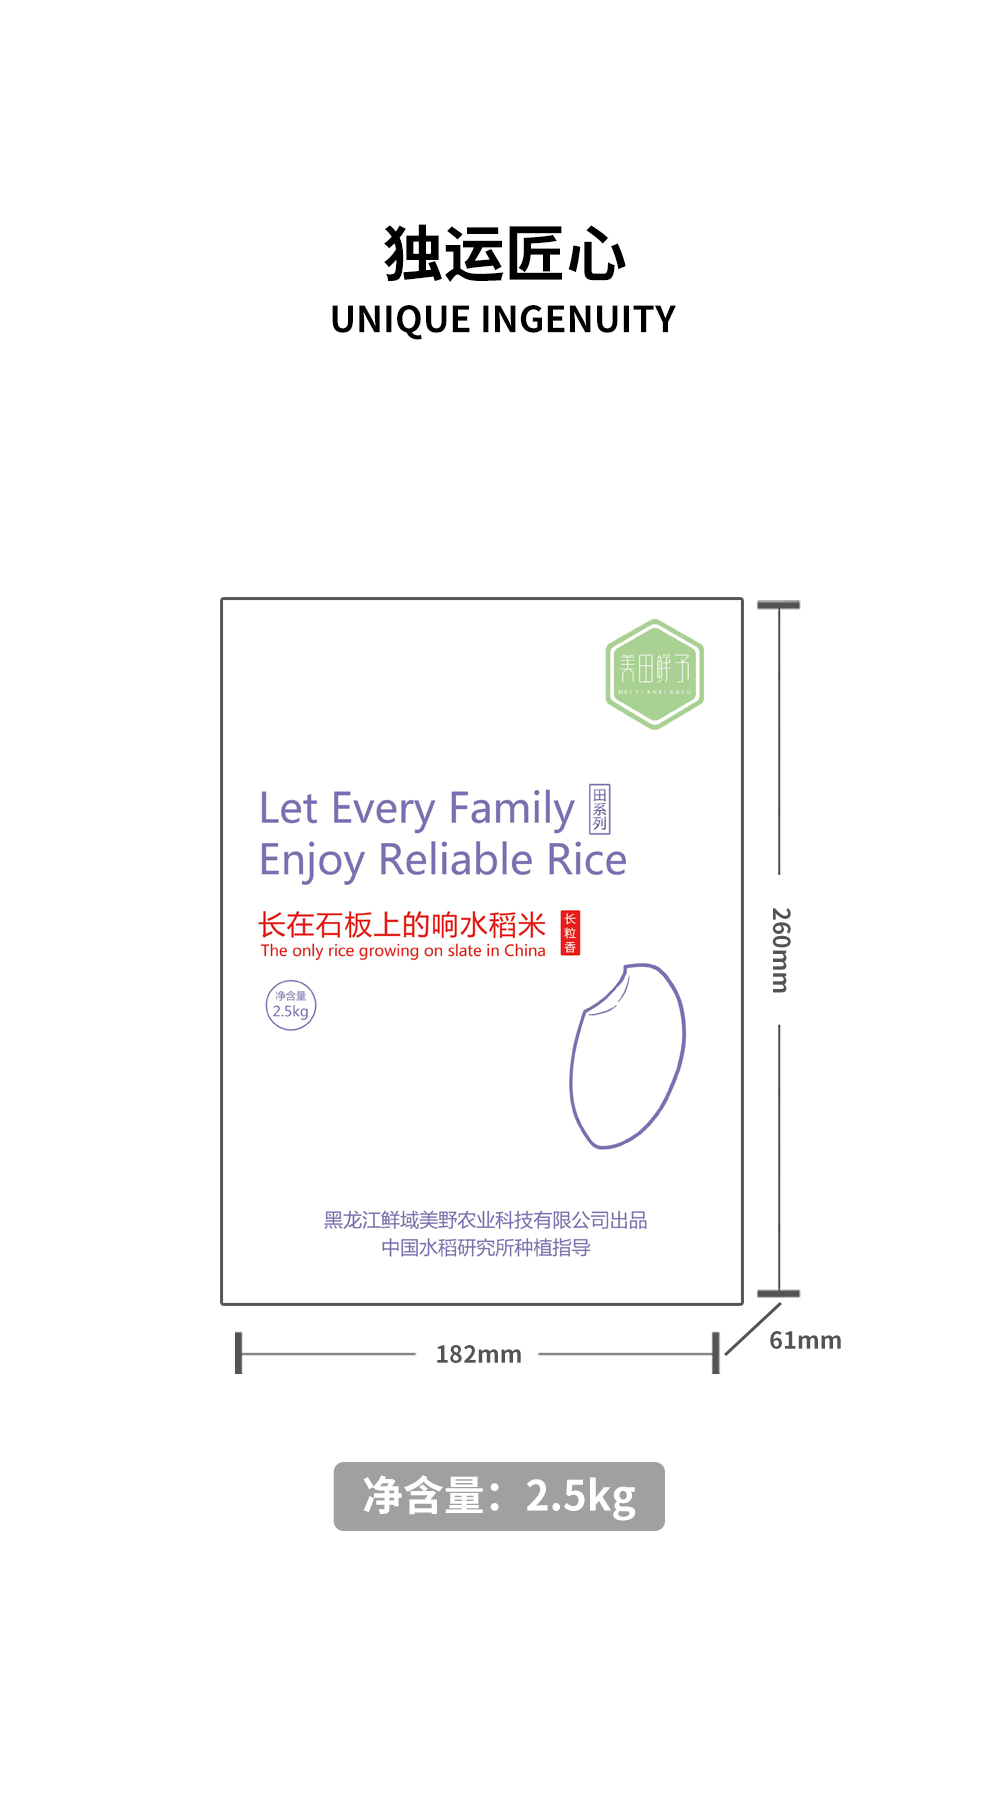 独运匠心
UNIQUE INGENUITY
美田鲜予
MEITIANXIANYU
Let Every Family
田系列
Enjoy Reliable Rice
长在石板上的响水稻米
长粒香
The only rice growing on slate in China
净含量
2.5kg
260mm
黑龙江鲜域美野农业科技有限公司出品
中国水稻研究所种植指导
182mm
61mm
净含量：2.5kg